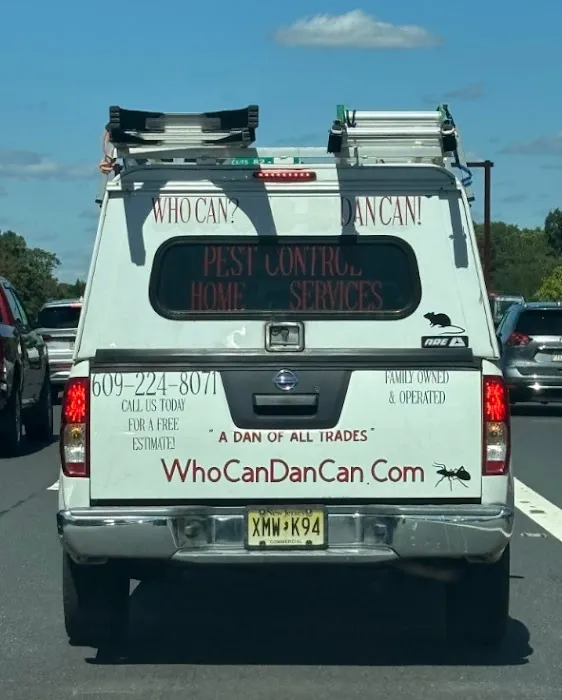 WHO CAN? DAN CAN!
PEST CONTROL
HOME SERVICES
ARE
609-224-8071
CALL US TODAY
FOR A FREE
ESTIMATE!
FAMILY OWNED
& OPERATED
"A DAN OF ALL TRADES"
WhoCanDanCan.Com
New Jersey
XMW K94
COMMERCIAL